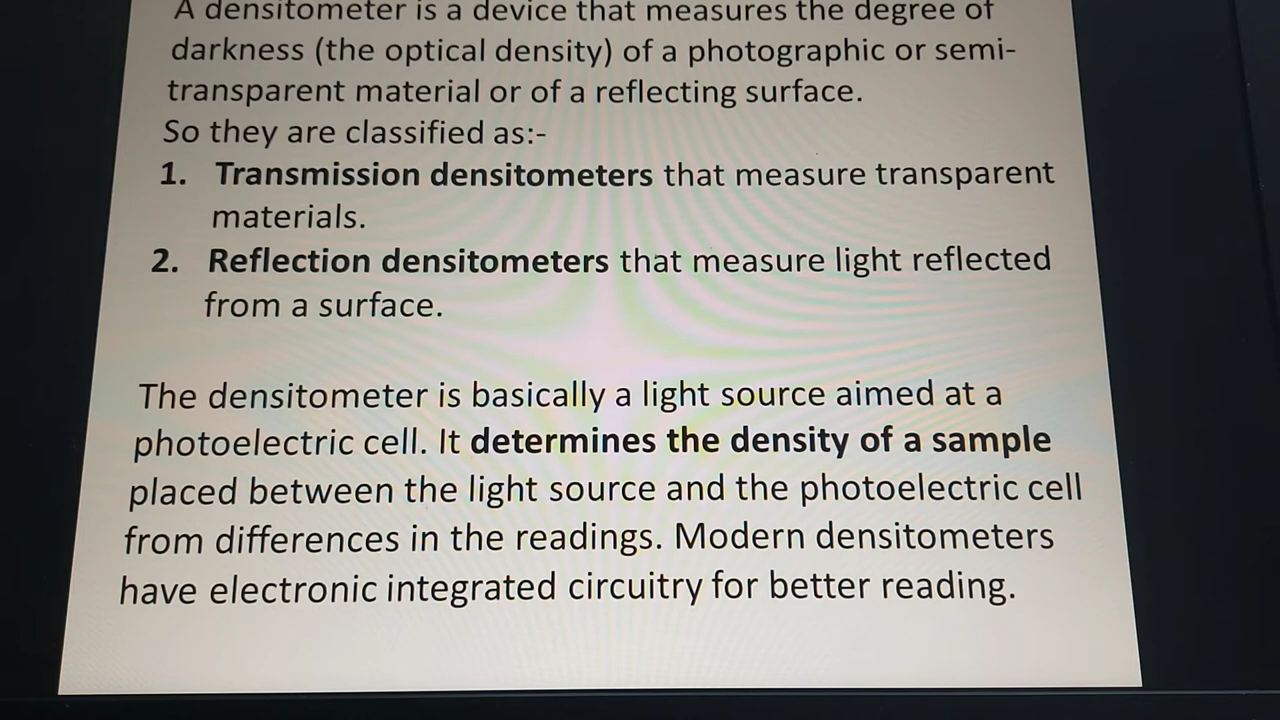 A densitometer is a device that measures the degree of
darkness (the optical density) of a photographic or semi-
transparent material or of a reflecting surface.
So they are classified as:-
1. Transmission densitometers that measure transparent
materials.
2. Reflection densitometers that measure light reflected
from a surface.
The densitometer is basically a light source aimed at a
photoelectric cell. It determines the density of a sample
placed between the light source and the photoelectric cell
from differences in the readings. Modern densitometers
have electronic integrated circuitry for better reading.